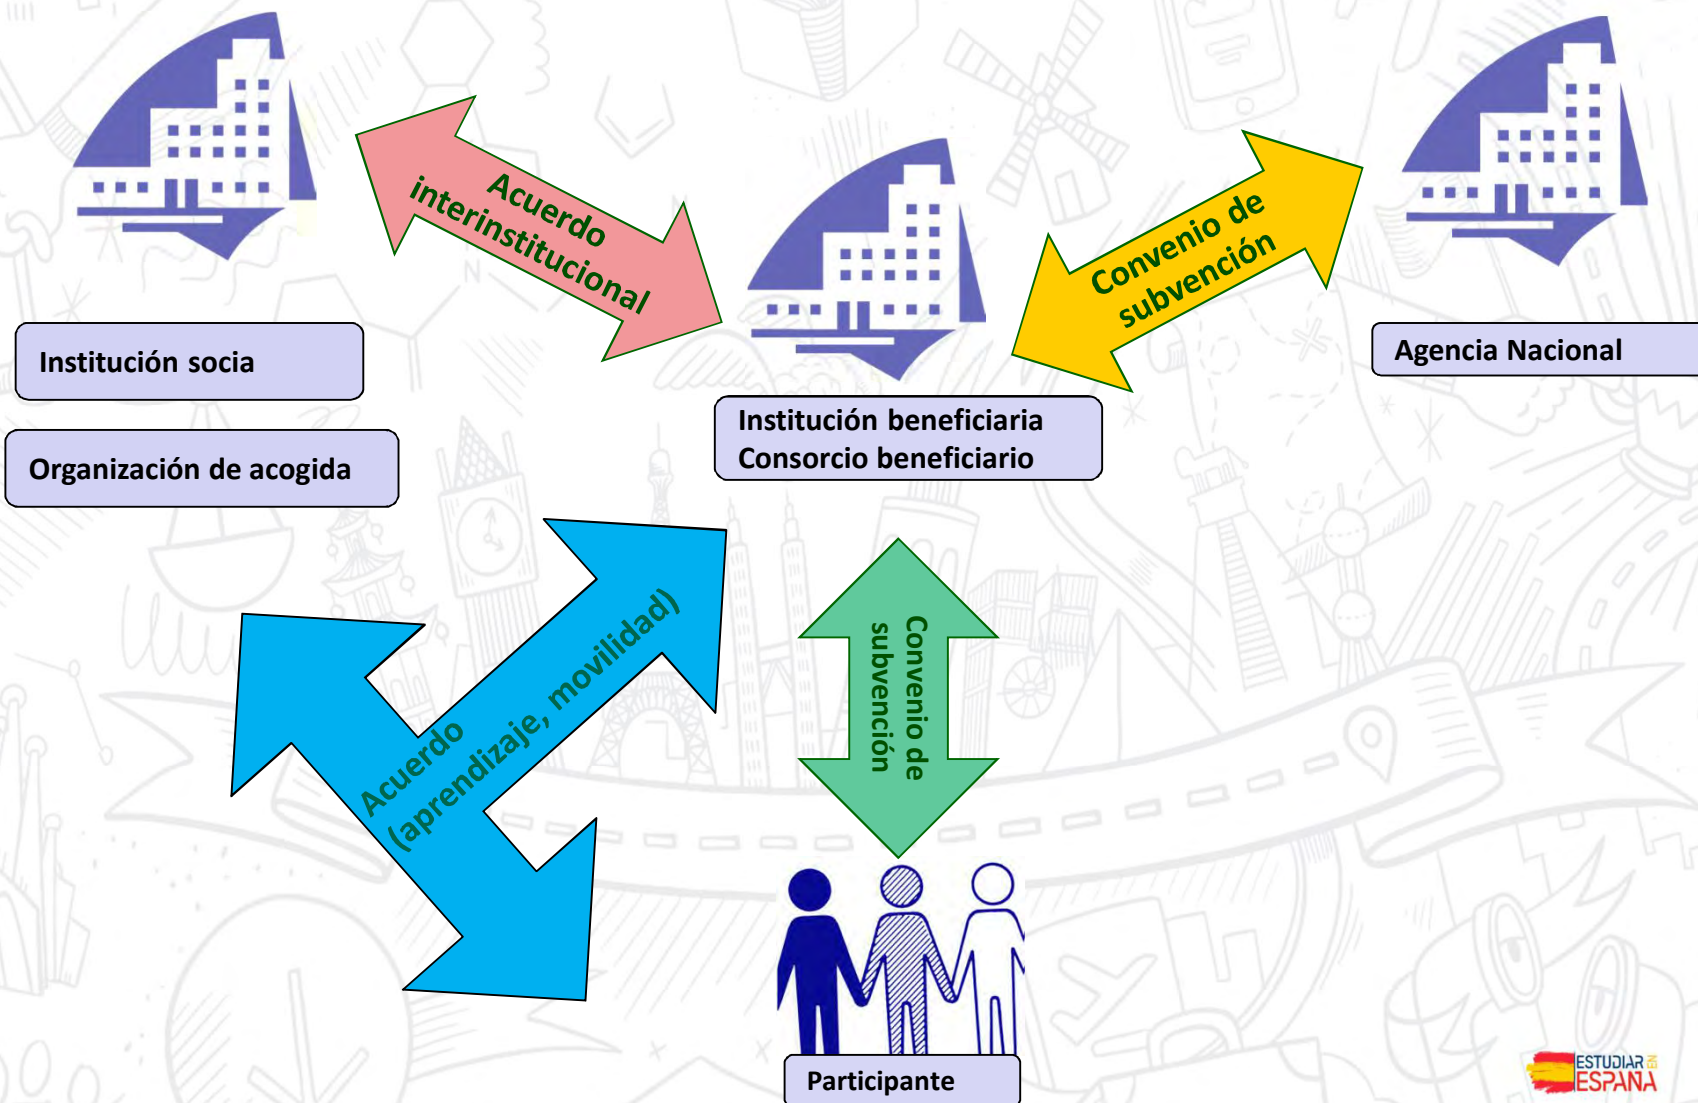 Acuerdo
interinstitucional
Convenio de
subvención
Institución socia
Agencia Nacional
Organización de acogida
Institución beneficiaria
Consorcio beneficiario
Acuerdo
(aprendizaje, movilidad)
Convenio de
subvención
Participante
ESTUDIAR EN
ESPAÑA
N